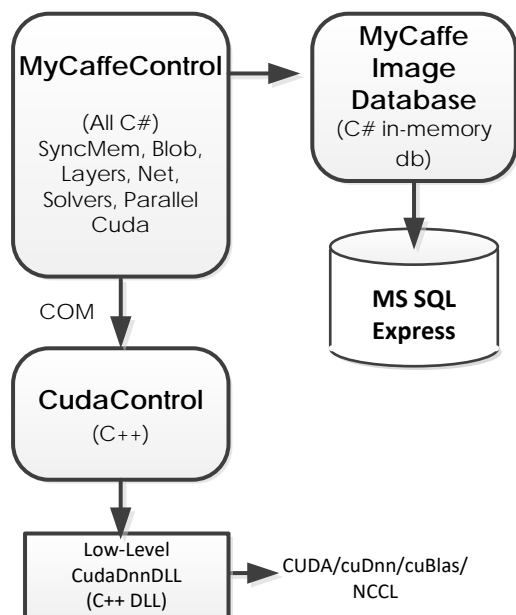 MyCaffeControl
(All C#)
SyncMem, Blob,
Layers, Net,
Solvers, Parallel
Cuda
MyCaffe
Image
Database
(C# in-memory
db)
MS SQL
Express
COM
CudaControl
(C++)
Low-Level
CudaDnnDLL
(C++ DLL)
CUDA/cuDnn/cuBlas/
NCCL